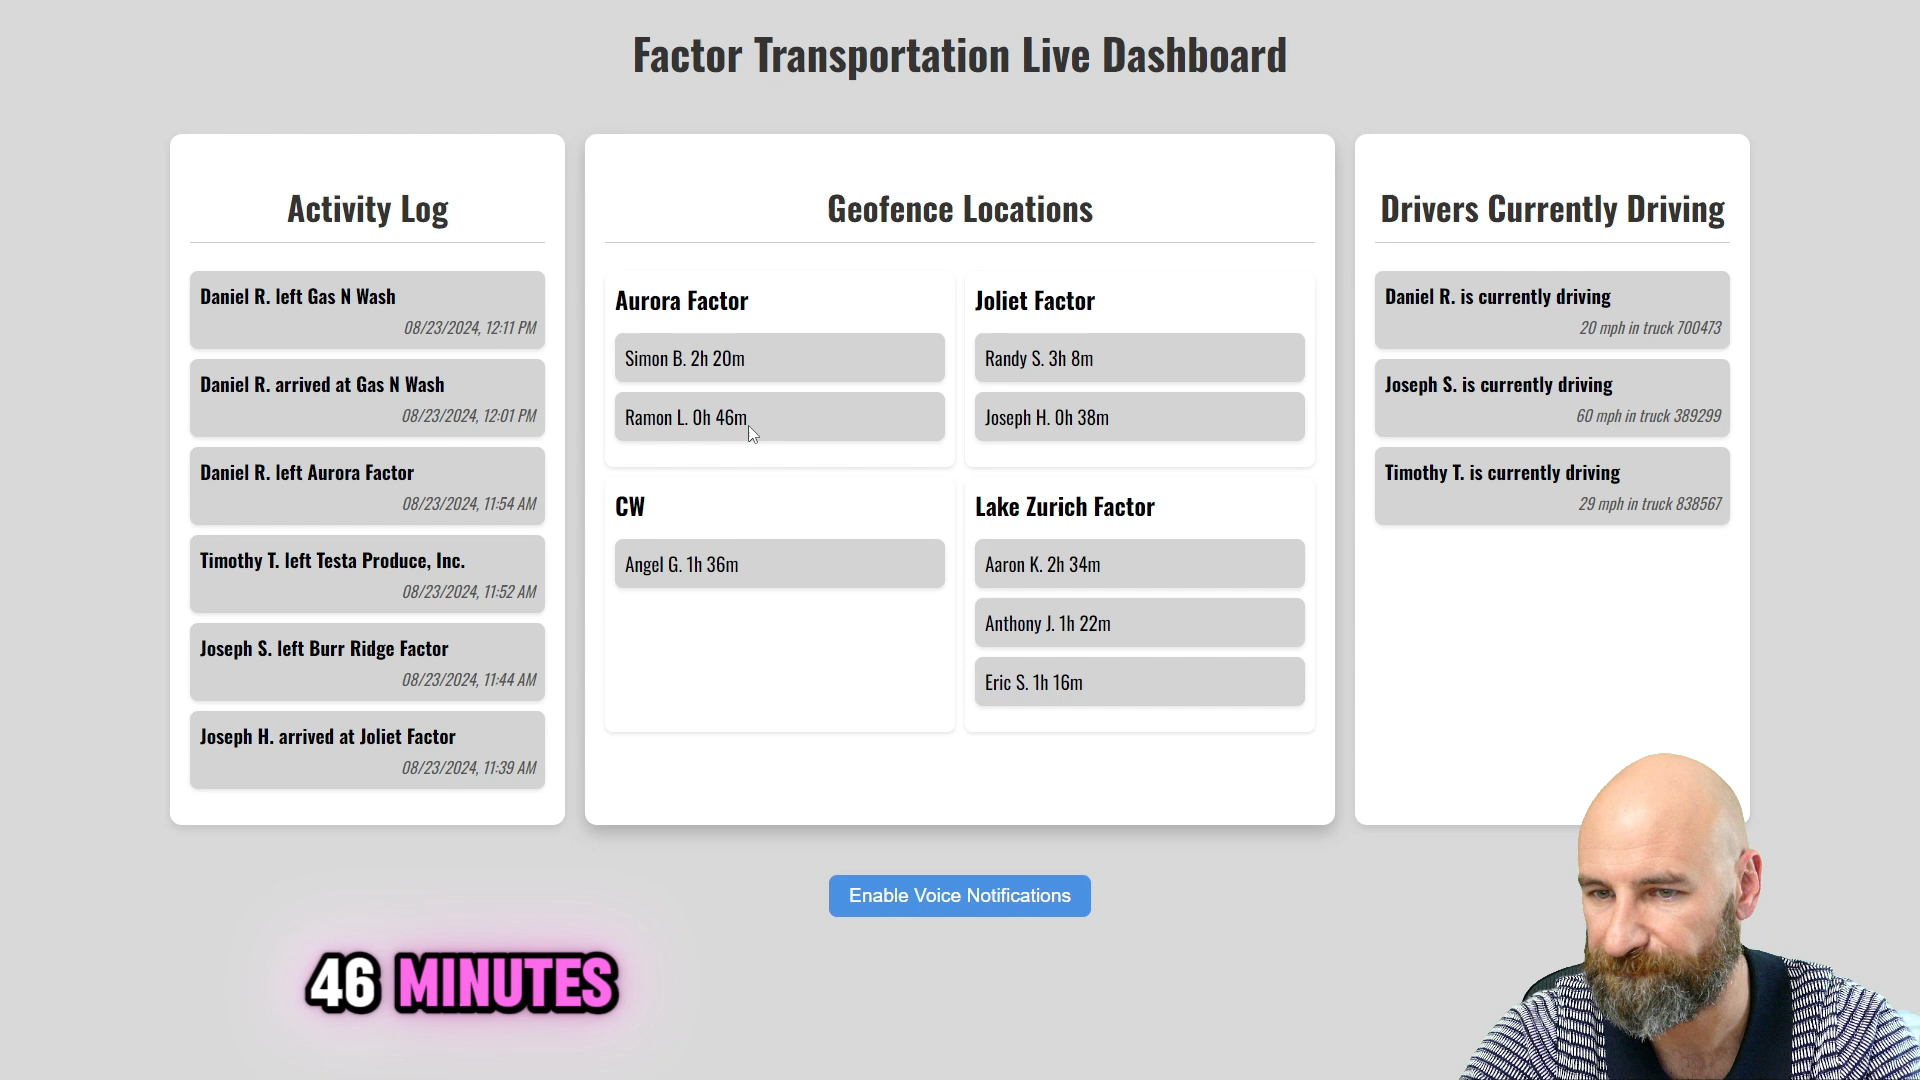 Factor Transportation Live Dashboard
Activity Log
Daniel R. left Gas N Wash
08/23/2024, 12:11 PM
Daniel R. arrived at Gas N Wash
08/23/2024, 12:01 PM
Daniel R. left Aurora Factor
08/23/2024, 11:54 AM
Timothy T. left Testa Produce, Inc.
08/23/2024, 11:52 AM
Joseph S. left Burr Ridge Factor
08/23/2024, 11:44 AM
Joseph H. arrived at Joliet Factor
08/23/2024, 11:39 AM
Geofence Locations
Aurora Factor
Simon B. 2h 20m
Ramon L. 0h 46m
Joliet Factor
Randy S. 3h 8m
Joseph H. 0h 38m
CW
Angel G. 1h 36m
Lake Zurich Factor
Aaron K. 2h 34m
Anthony J. 1h 22m
Eric S. 1h 16m
Drivers Currently Driving
Daniel R. is currently driving
20 mph in truck 700473
Joseph S. is currently driving
60 mph in truck 389299
Timothy T. is currently driving
29 mph in truck 838567
Enable Voice Notifications
46 MINUTES